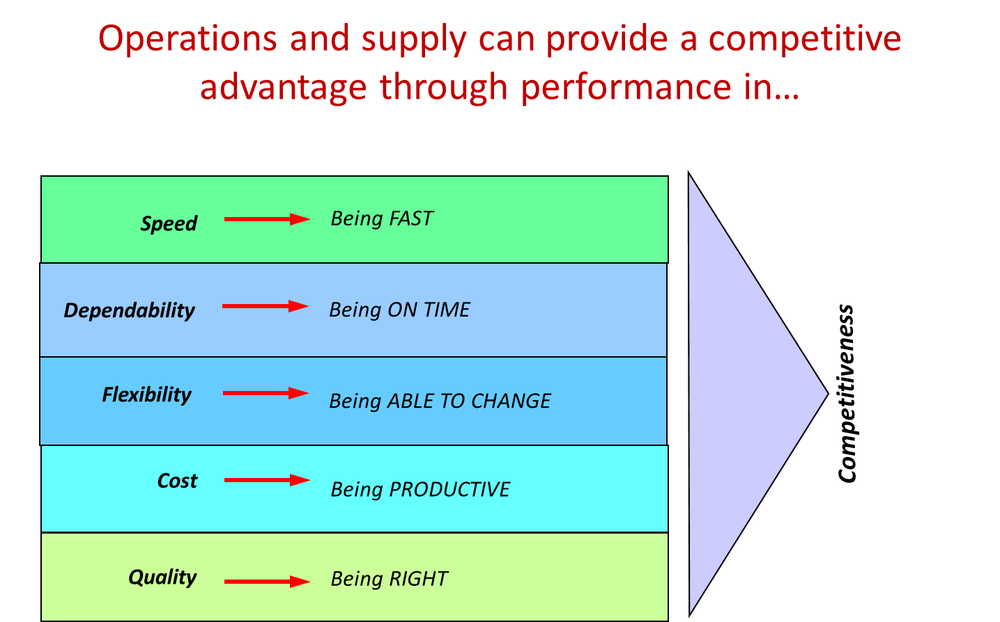 Operations and supply can provide a competitive
advantage through performance in…
Speed Being FAST
Dependability Being ON TIME
Flexibility Being ABLE TO CHANGE
Cost Being PRODUCTIVE
Quality Being RIGHT
Competitiveness